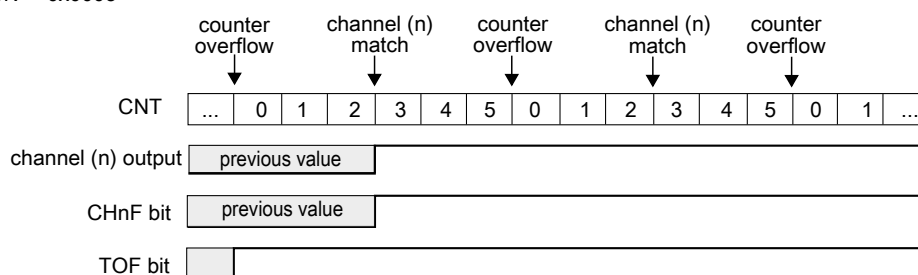 counter overflow channel (n) match counter overflow channel (n) match counter overflow
CNT ... 0 1 2 3 4 5 0 1 2 3 4 5 0 1 ...
channel (n) output previous value
CHnF bit previous value
TOF bit